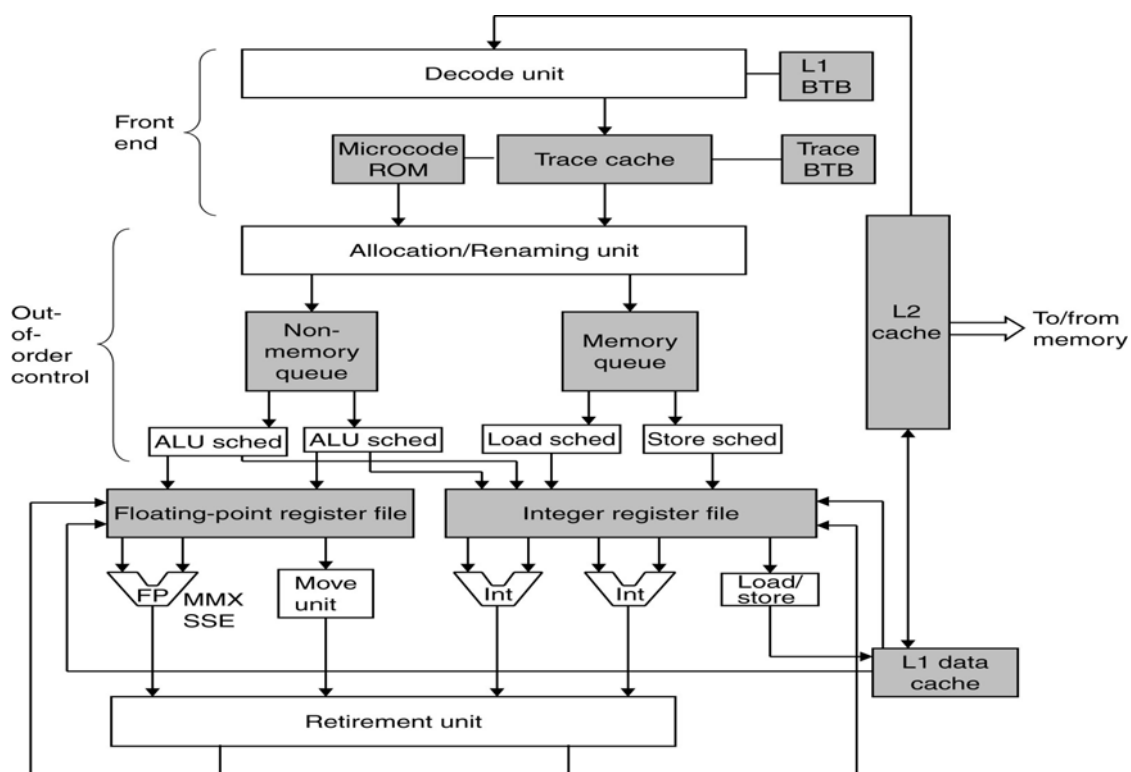 Decode unit
L1
BTB
Front
end
Microcode
ROM
Trace cache
Trace
BTB
Allocation/Renaming unit
Out-
of-
order
control
Non-
memory
queue
Memory
queue
L2
cache
To/from
memory
ALU sched
ALU sched
Load sched
Store sched
Floating-point register file
Integer register file
FP
MMX
SSE
Move
unit
Int
Int
Load/
store
L1 data
cache
Retirement unit